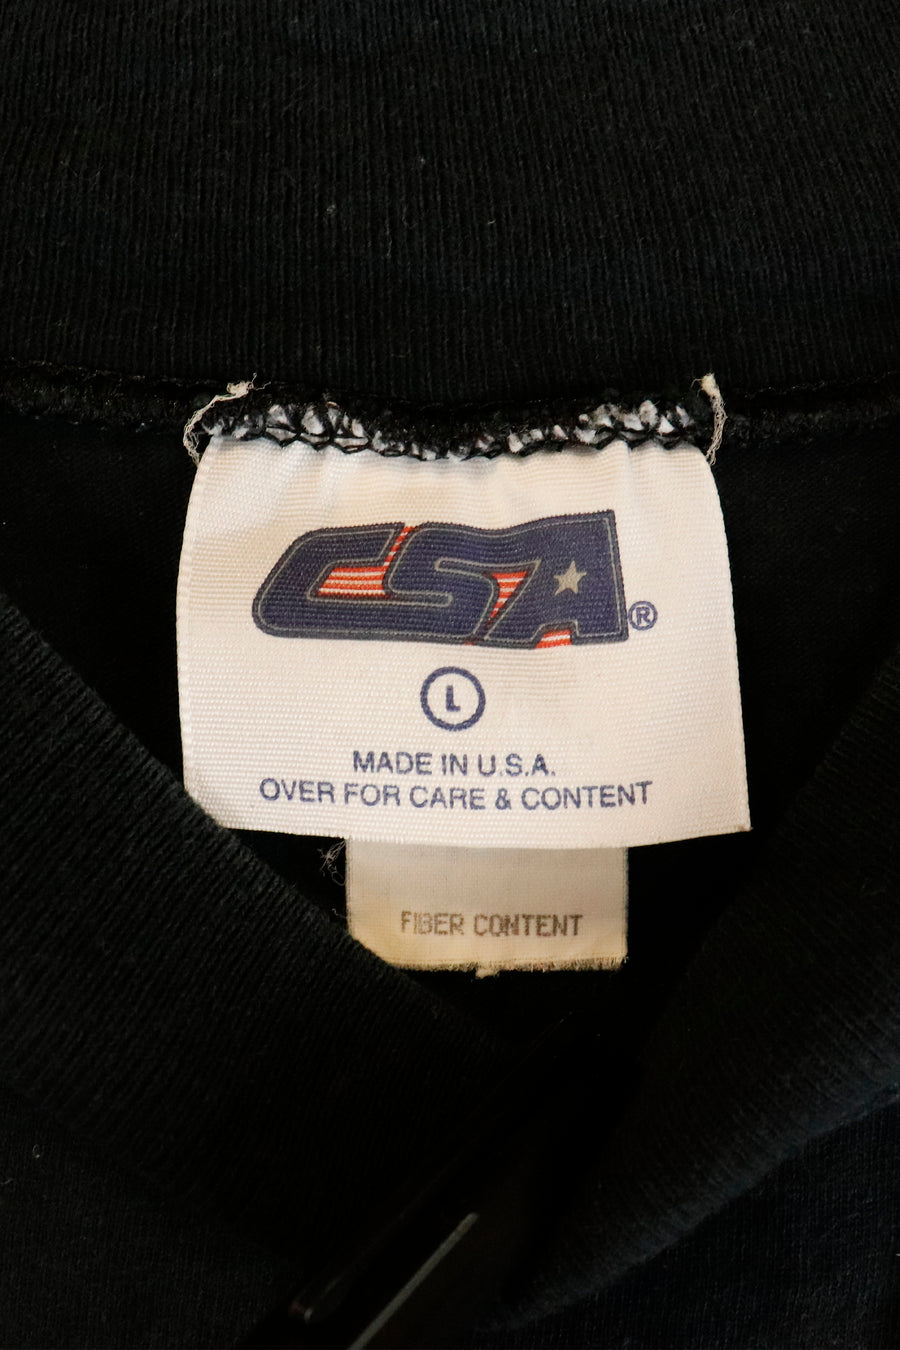 CSA®
L
MADE IN U.S.A.
OVER FOR CARE & CONTENT
FIBER CONTENT